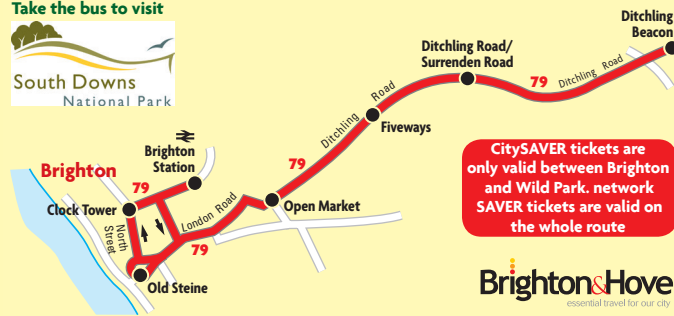 Take the bus to visit
South Downs
National Park
Ditchling
Beacon
Ditchling Road/
Surrenden Road
79
Ditchling Road
Ditchling Road
Fiveways
79
Brighton
Station
Brighton
79
Clock Tower
North
Street
London Road
79
Open Market
Old Steine
CitySAVER tickets are
only valid between Brighton
and Wild Park. network
SAVER tickets are valid on
the whole route
Brighton&Hove
essential travel for our city